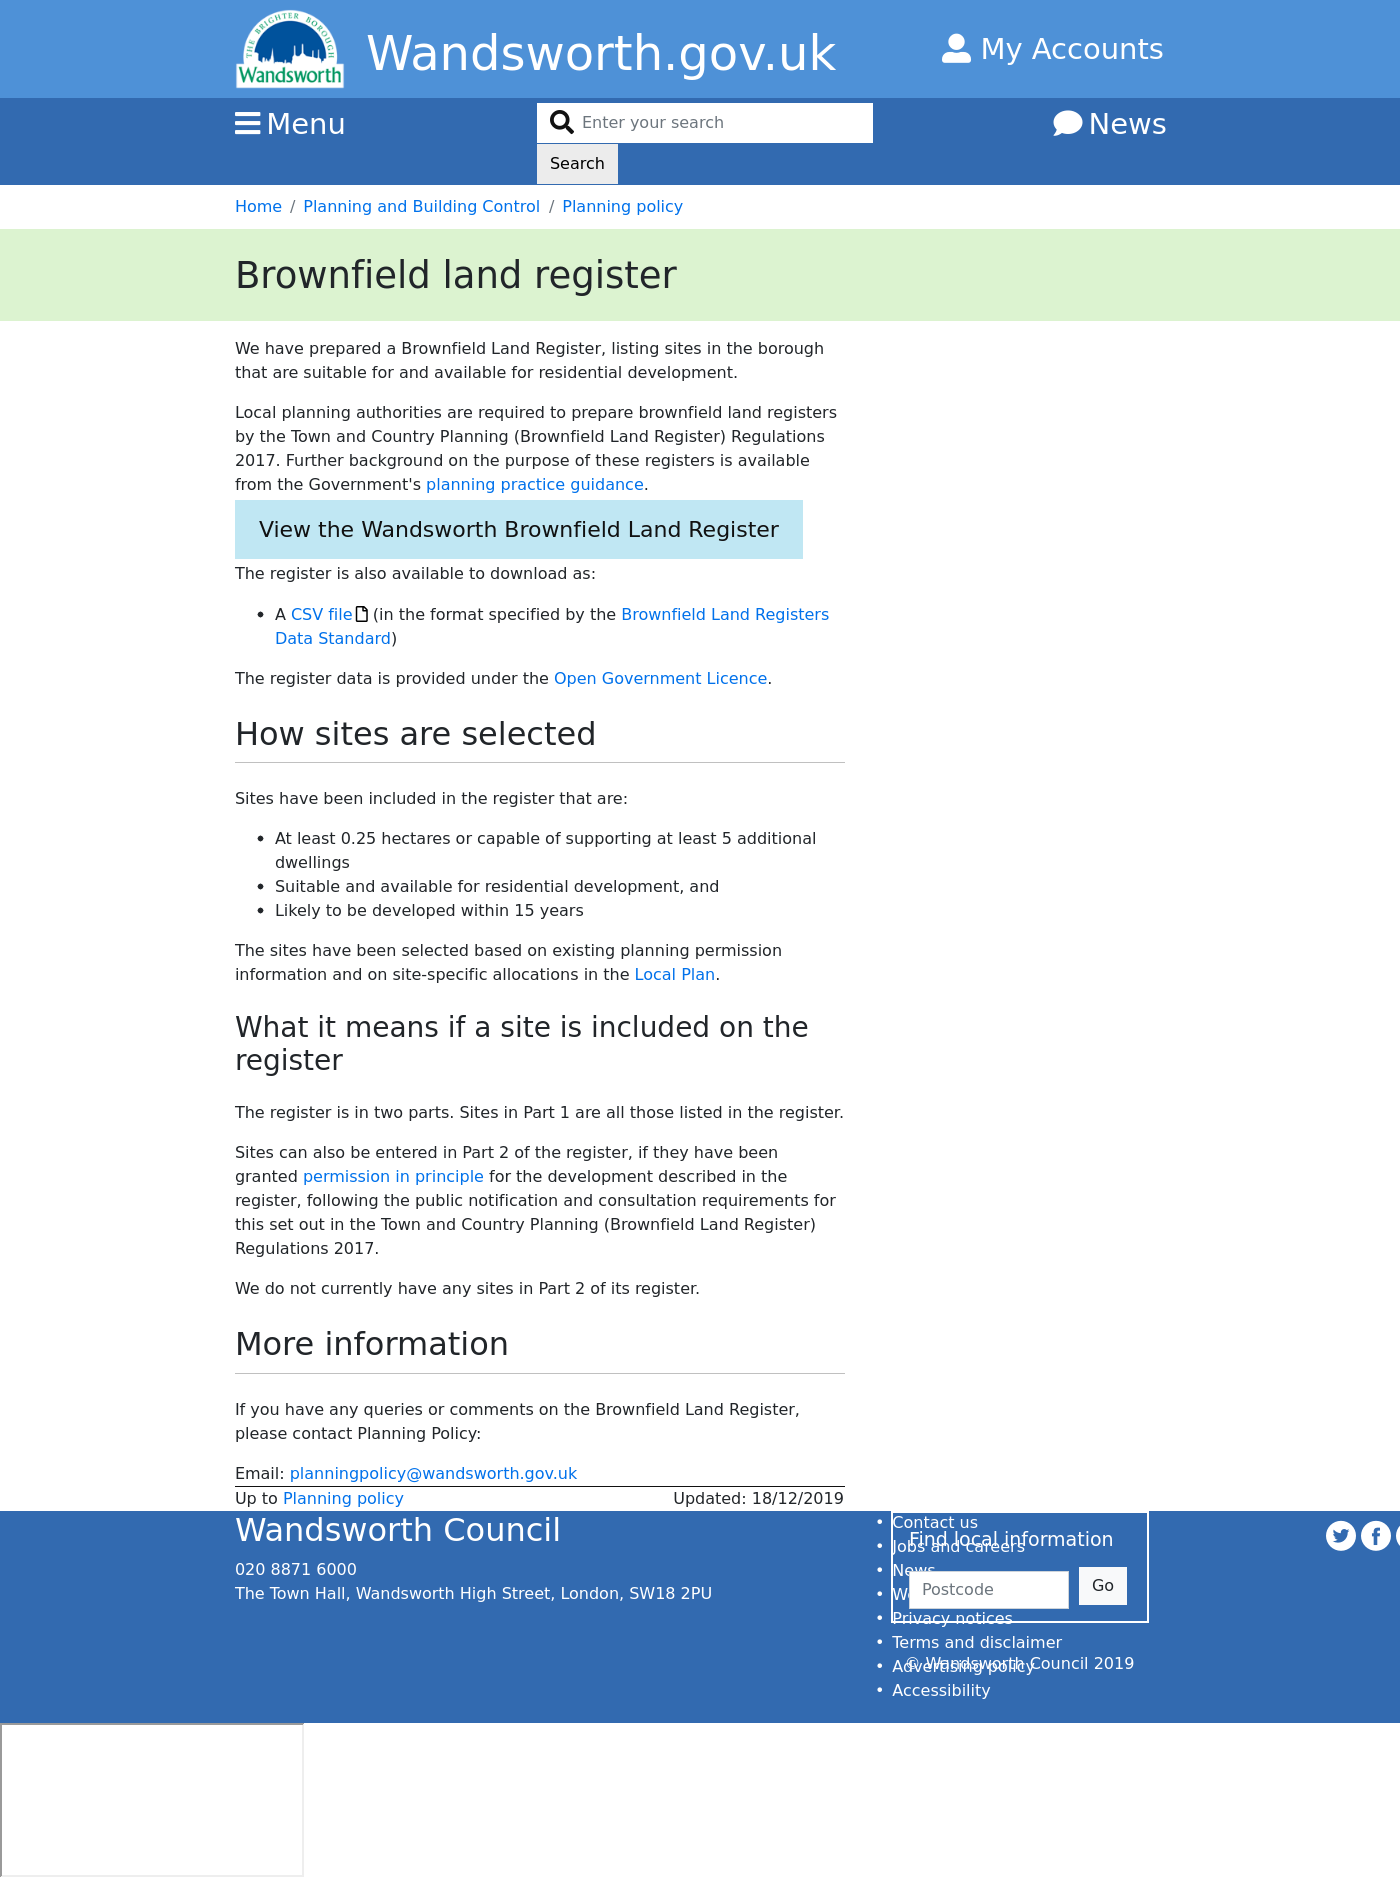 THE BRIGHTER BOROUGH
Wandsworth
Wandsworth.gov.uk
My Accounts
Menu
Enter your search
Search
News
Home / Planning and Building Control / Planning policy
Brownfield land register
We have prepared a Brownfield Land Register, listing sites in the borough
that are suitable for and available for residential development.
Local planning authorities are required to prepare brownfield land registers
by the Town and Country Planning (Brownfield Land Register) Regulations
2017. Further background on the purpose of these registers is available
from the Government's planning practice guidance.
View the Wandsworth Brownfield Land Register
The register is also available to download as:
• A CSV file (in the format specified by the Brownfield Land Registers
Data Standard)
The register data is provided under the Open Government Licence.
How sites are selected
Sites have been included in the register that are:
• At least 0.25 hectares or capable of supporting at least 5 additional
dwellings
• Suitable and available for residential development, and
• Likely to be developed within 15 years
The sites have been selected based on existing planning permission
information and on site-specific allocations in the Local Plan.
What it means if a site is included on the
register
The register is in two parts. Sites in Part 1 are all those listed in the register.
Sites can also be entered in Part 2 of the register, if they have been
granted permission in principle for the development described in the
register, following the public notification and consultation requirements for
this set out in the Town and Country Planning (Brownfield Land Register)
Regulations 2017.
We do not currently have any sites in Part 2 of its register.
More information
If you have any queries or comments on the Brownfield Land Register,
please contact Planning Policy:
Email: planningpolicy@wandsworth.gov.uk
Up to Planning policy
Updated: 18/12/2019
Wandsworth Council
020 8871 6000
The Town Hall, Wandsworth High Street, London, SW18 2PU
• Contact us
• Jobs and careers
• News
• Privacy notices
• Terms and disclaimer
• Advertising policy
• Accessibility
Find local information
Postcode
Go
© Wandsworth Council 2019